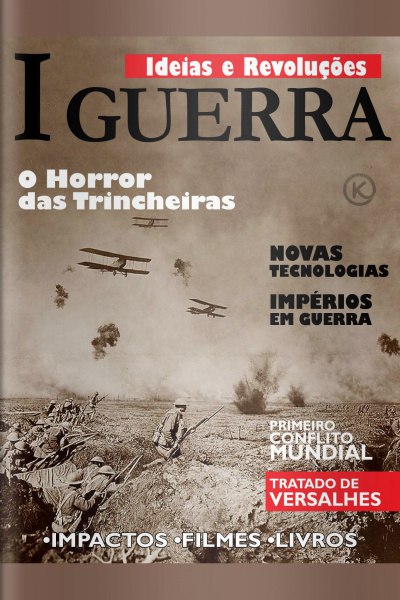 Ideias e Revoluções
I GUERRA
O Horror
das Trincheiras
K
NOVAS
TECNOLOGIAS
IMPÉRIOS
EM GUERRA
PRIMEIRO
CONFLITO
MUNDIAL
TRATADO DE
VERSALHES
•IMPACTOS •FILMES •LIVROS•